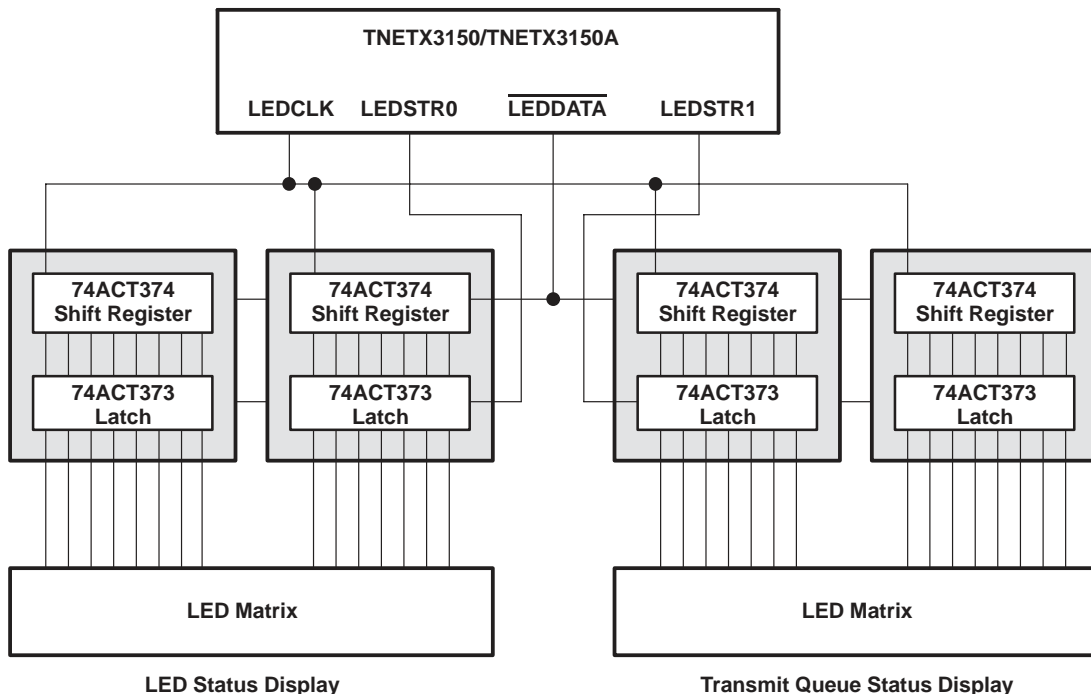 TNETX3150/TNETX3150A
LEDCLK LEDSTR0 LEDDATA LEDSTR1
74ACT374
Shift Register
74ACT374
Shift Register
74ACT374
Shift Register
74ACT374
Shift Register
74ACT373
Latch
74ACT373
Latch
74ACT373
Latch
74ACT373
Latch
LED Matrix
LED Matrix
LED Status Display
Transmit Queue Status Display